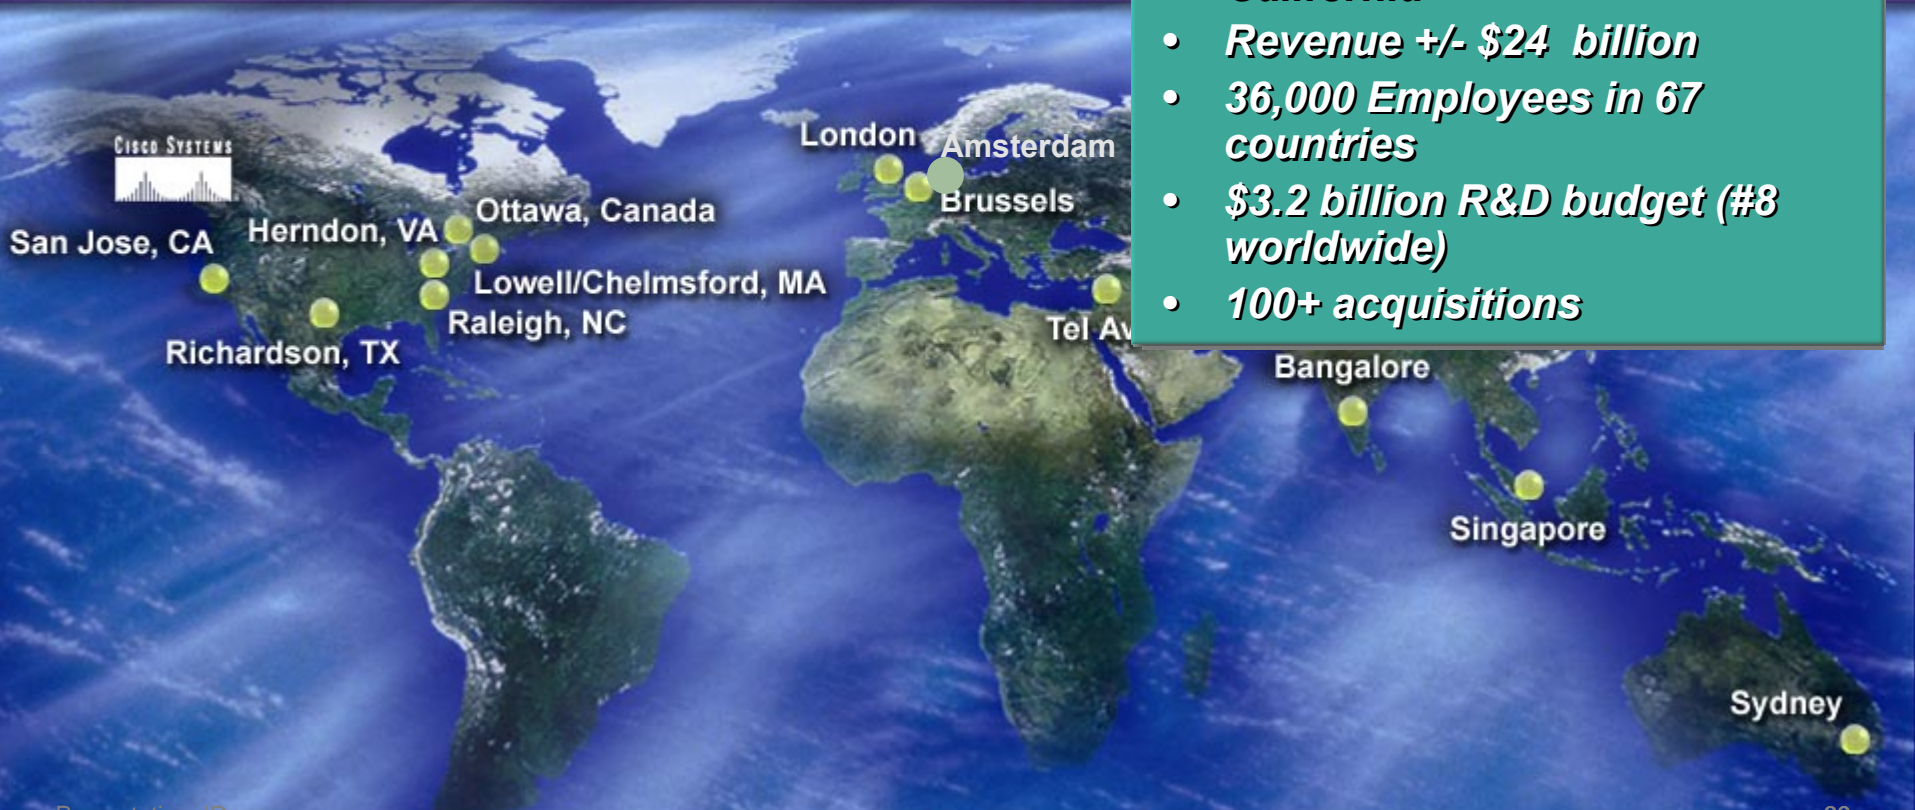 • Revenue +/- $24 billion
• 36,000 Employees in 67
countries
• $3.2 billion R&D budget (#8
worldwide)
• 100+ acquisitions
CISCO SYSTEMS
London
Amsterdam
Brussels
Ottawa, Canada
Herndon, VA
San Jose, CA
Lowell/Chelmsford, MA
Raleigh, NC
Tel Av
Richardson, TX
Bangalore
Singapore
Sydney